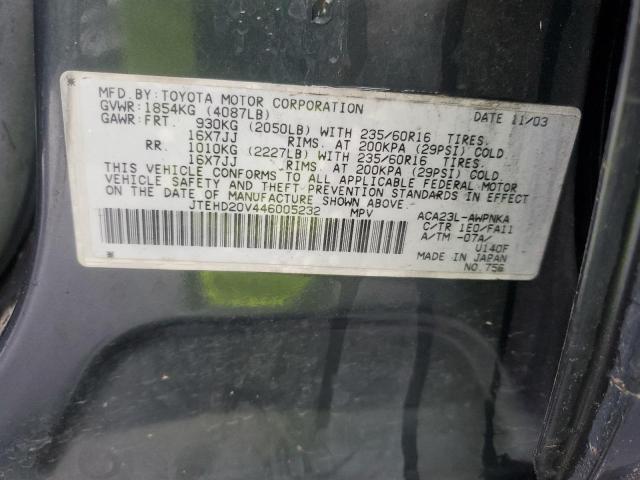 MFD.BY:TOYOTA MOTOR CORPORATION DATE 11/03
GVWR:1854KG (4087LB)
GAWR:FRT. 930KG (2050LB) WITH 235/60R16 TIRES.
16X7JJ RIMS. AT 200KPA (29PSI) COLD
RR. 1010KG (2227LB) WITH 235/60R16 TIRES.
16X7JJ RIMS. AT 200KPA (29PSI) COLD
THIS VEHICLE CONFORMS TO ALL APPLICABLE FEDERAL MOTOR
VEHICLE SAFETY AND THEFT PREVENTION STANDARDS IN EFFECT
ON THE DATE OF MANUFACTURE SHOWN ABOVE.
JTEHD20V446005232 MPV ACA23L-AWPNKA
C/TR 1E0/FA11
A/TM -07A/
U140F
MADE IN JAPAN
NO.756